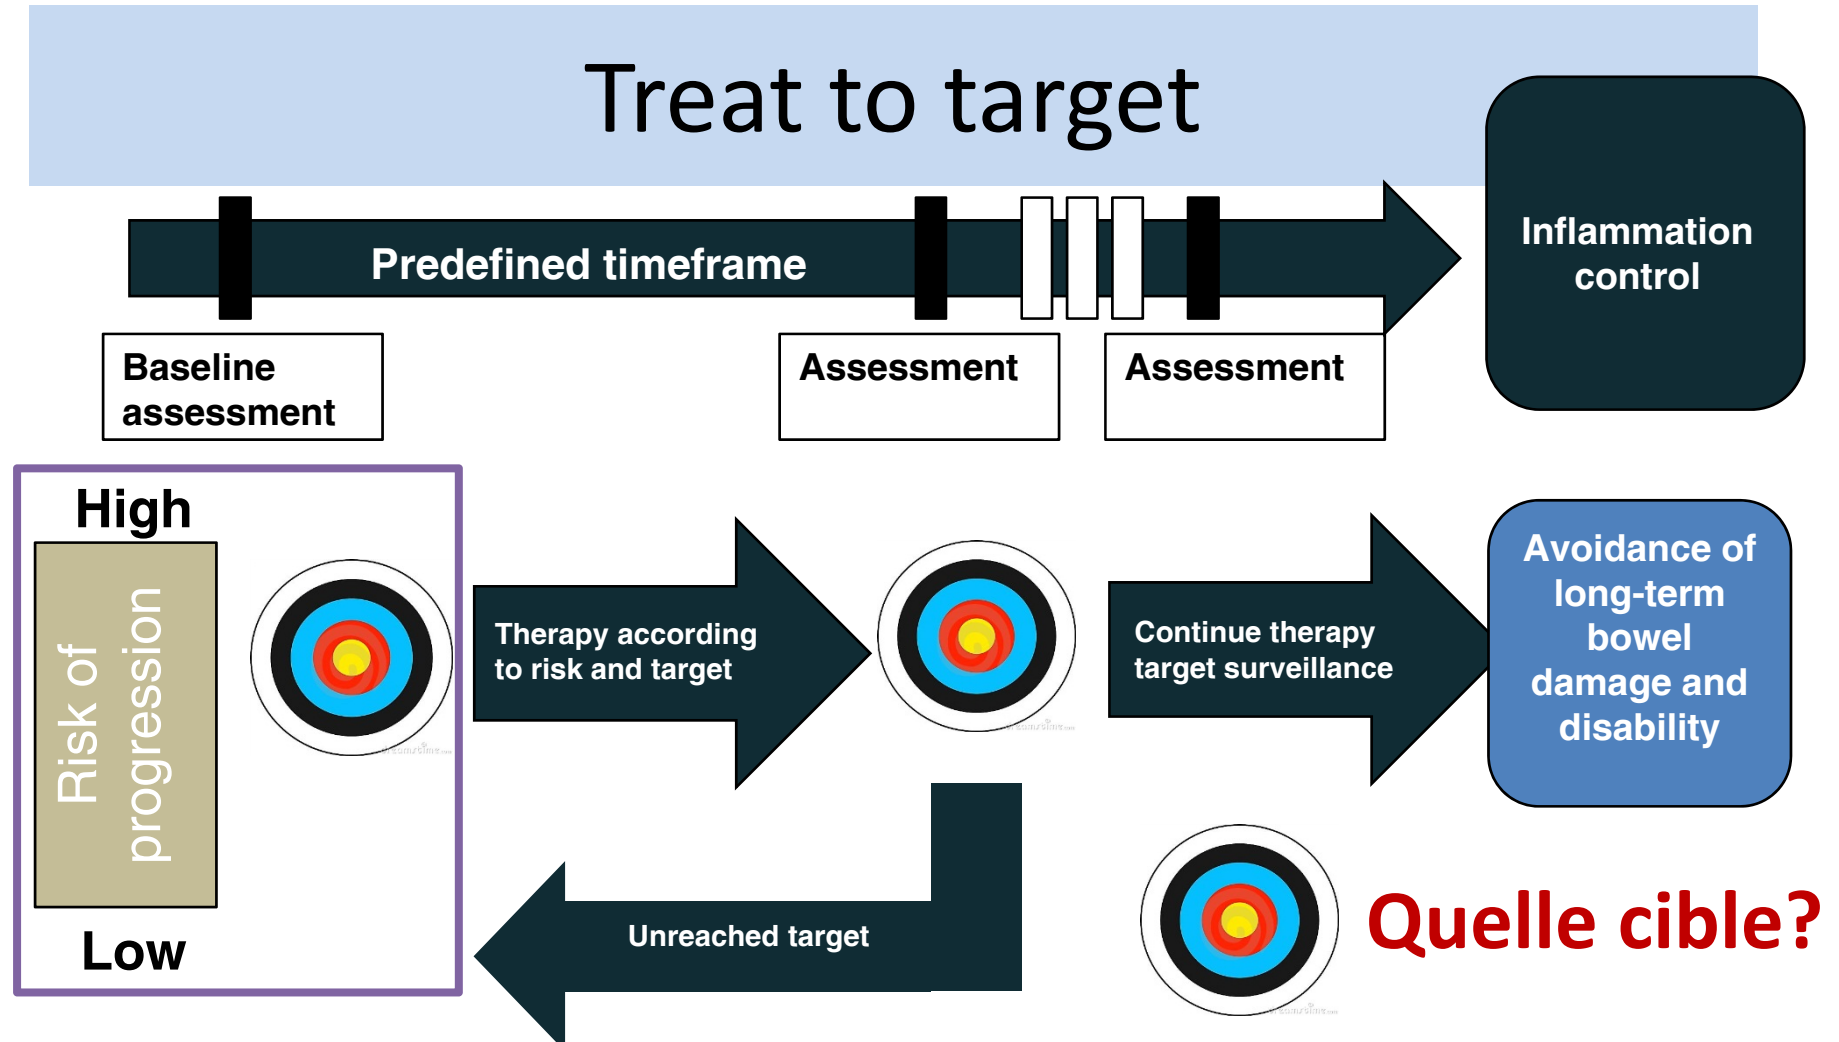 Treat to target
Predefined timeframe
Inflammation
control
Baseline
assessment
Assessment
Assessment
High
Risk of
progression
Low
Therapy according
to risk and target
Continue therapy
target surveillance
Avoidance of
long-term
bowel
damage and
disability
Unreached target
Quelle cible?